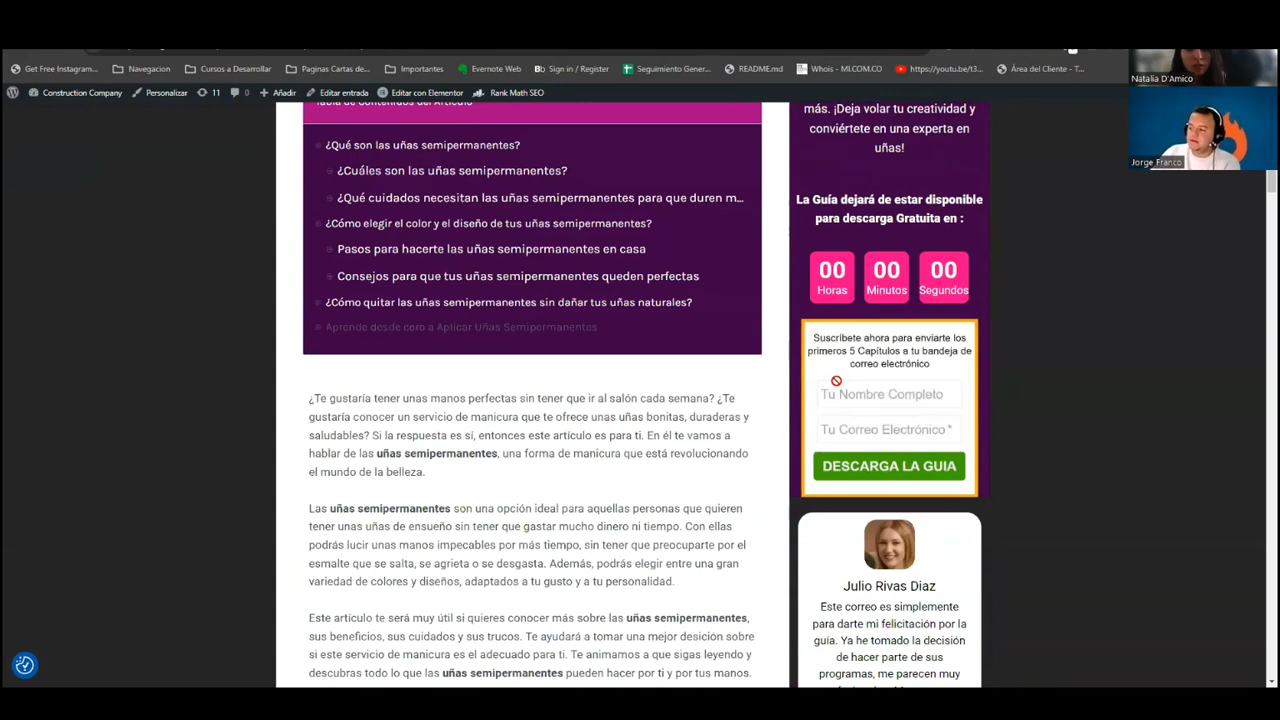 Get Free Instagram...
Navegacion
Cursos a Desarrollar
Paginas Cartas de...
Importantes
Evernote Web
Sign in / Register
Seguimiento Gener...
README.md
Whois - MI.COM.CO
https://youtu.be/t3...
Área del Cliente - T...
Natalia D'Amico
Construction Company
Personalizar
11
0
Añadir
Editar entrada
Editar con Elementor
Rank Math SEO
Jorge Franco
Tabla de Contenidos del Artículo
¿Qué son las uñas semipermanentes?
¿Cuáles son las uñas semipermanentes?
¿Qué cuidados necesitan las uñas semipermanentes para que duren m...
¿Cómo elegir el color y el diseño de tus uñas semipermanentes?
Pasos para hacerte las uñas semipermanentes en casa
Consejos para que tus uñas semipermanentes queden perfectas
¿Cómo quitar las uñas semipermanentes sin dañar tus uñas naturales?
Aprende desde cero a Aplicar Uñas Semipermanentes
¿Te gustaría tener unas manos perfectas sin tener que ir al salón cada semana? ¿Te
gustaría conocer un servicio de manicura que te ofrece unas uñas bonitas, duraderas y
saludables? Si la respuesta es sí, entonces este artículo es para ti. En él te vamos a
hablar de las uñas semipermanentes, una forma de manicura que está revolucionando
el mundo de la belleza.
Las uñas semipermanentes son una opción ideal para aquellas personas que quieren
tener unas uñas de ensueño sin tener que gastar mucho dinero ni tiempo. Con ellas
podrás lucir unas manos impecables por más tiempo, sin tener que preocuparte por el
esmalte que se salta, se agrieta o se desgasta. Además, podrás elegir entre una gran
variedad de colores y diseños, adaptados a tu gusto y a tu personalidad.
Este artículo te será muy útil si quieres conocer más sobre las uñas semipermanentes,
sus beneficios, sus cuidados y sus trucos. Te ayudará a tomar una mejor desición sobre
si este servicio de manicura es el adecuado para ti. Te animamos a que sigas leyendo y
descubras todo lo que las uñas semipermanentes pueden hacer por ti y por tus manos.
más. ¡Deja volar tu creatividad y
conviértete en una experta en
uñas!
La Guía dejará de estar disponible
para descarga Gratuita en :
00 00 00
Horas Minutos Segundos
Suscríbete ahora para enviarte los
primeros 5 Capítulos a tu bandeja de
correo electrónico
Tu Nombre Completo
Tu Correo Electrónico *
DESCARGA LA GUIA
Julio Rivas Diaz
Este correo es simplemente
para darte mi felicitación por la
guía. Ya he tomado la decisión
de hacer parte de sus
programas, me parecen muy